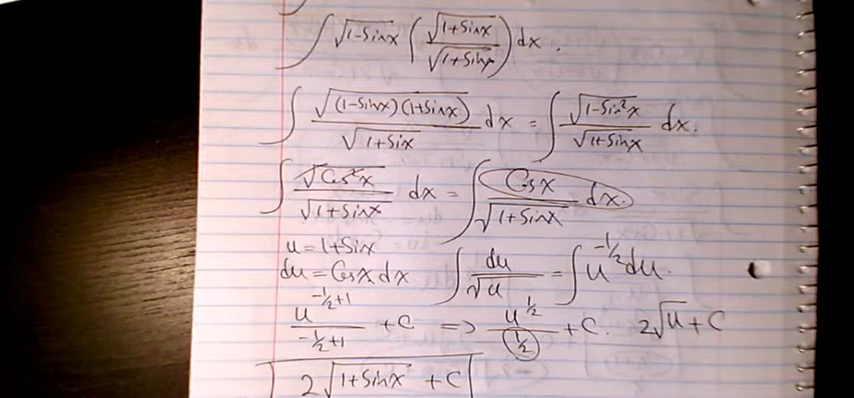 ∫ √(1-Sinx) (√(1+Sinx)/√(1+Sinx)) dx.
∫ √((1-Sinx)(1+Sinx))/√(1+Six) dx = ∫ √(1-Sin²x)/√(1+Sinx) dx.
∫ √(Cos²x)/√(1+Sinx) dx = ∫ Cosx/√(1+Sinx) dx.
u = 1+Sinx
du = Cosx dx ∫ du/√u = ∫ u^(-1/2) du.
u^(-1/2+1)/(-1/2+1) + C => u^(1/2)/(1/2) + C. 2√u + C
2√(1+Sinx) + C